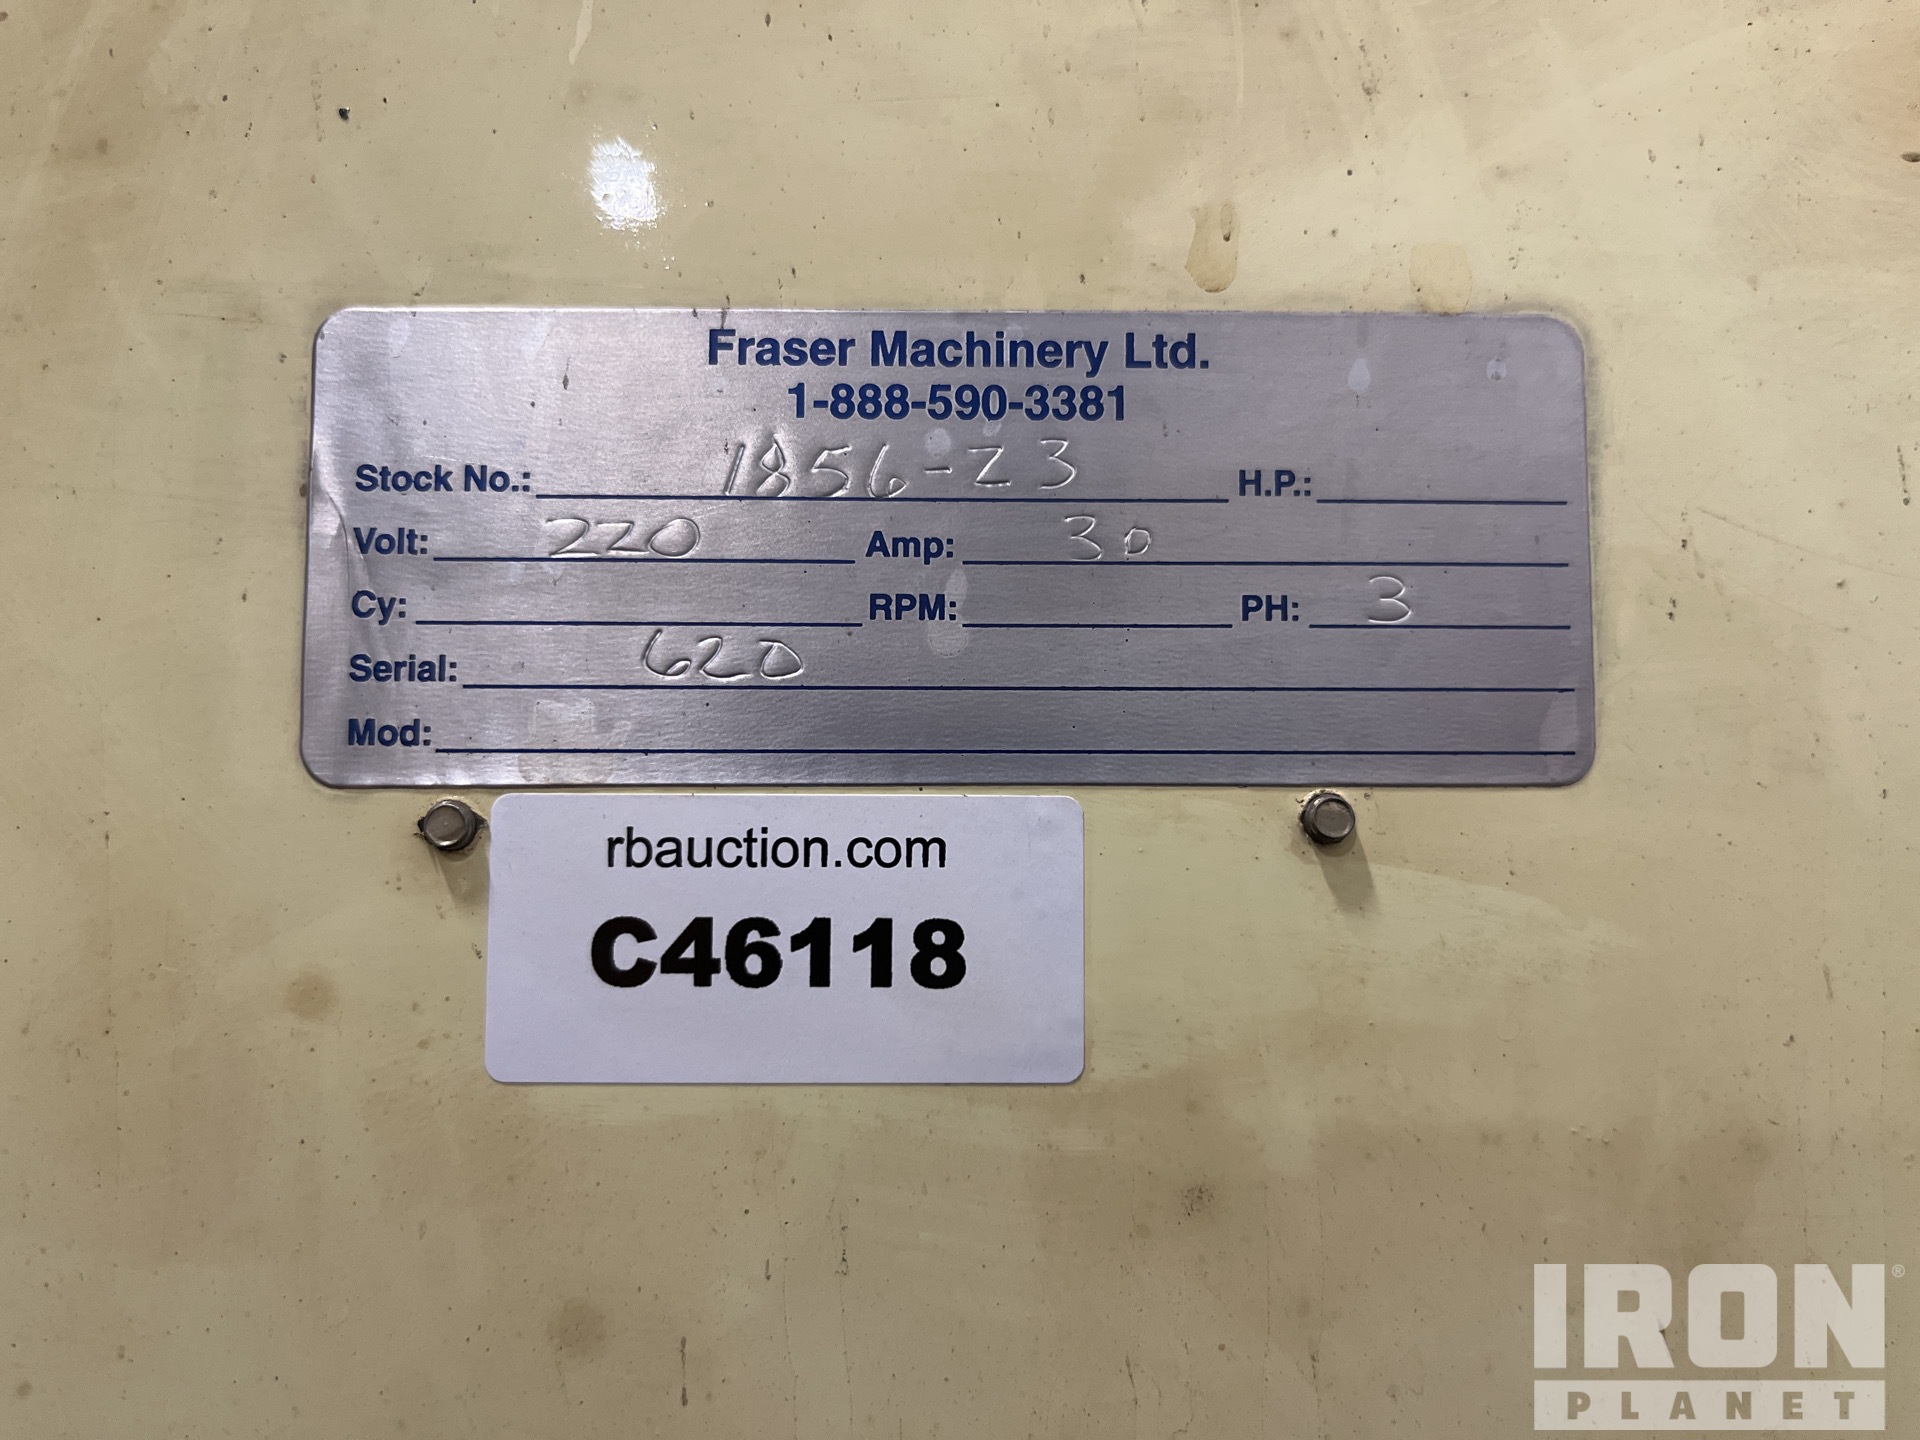 Fraser Machinery Ltd.
1-888-590-3381
Stock No.: 1856-23 H.P.:
Volt: 220 Amp: 30
Cy: RPM: PH: 3
Serial: 620
Mod:
rbauction.com
C46118
IRON®
PLANET